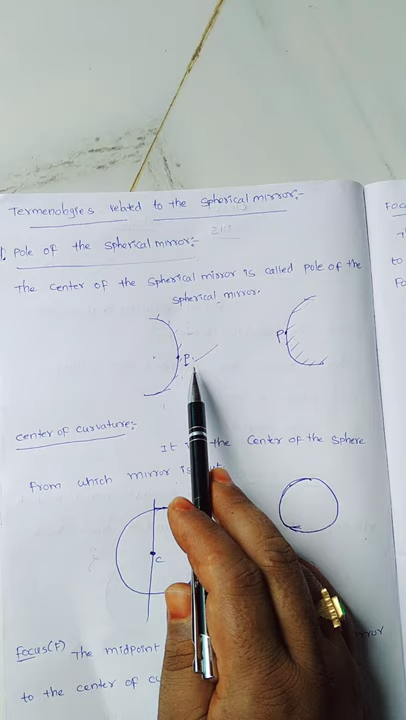 Termenologies related to the spherical mirror:-
1. Pole of the spherical mirror:-
The center of the spherical mirror is called pole of the
spherical mirror.
P
P
center of curvature:-
It is the center of the sphere
from which mirror is
C
Focus(F) The midpoint
to the center of
Foc
to